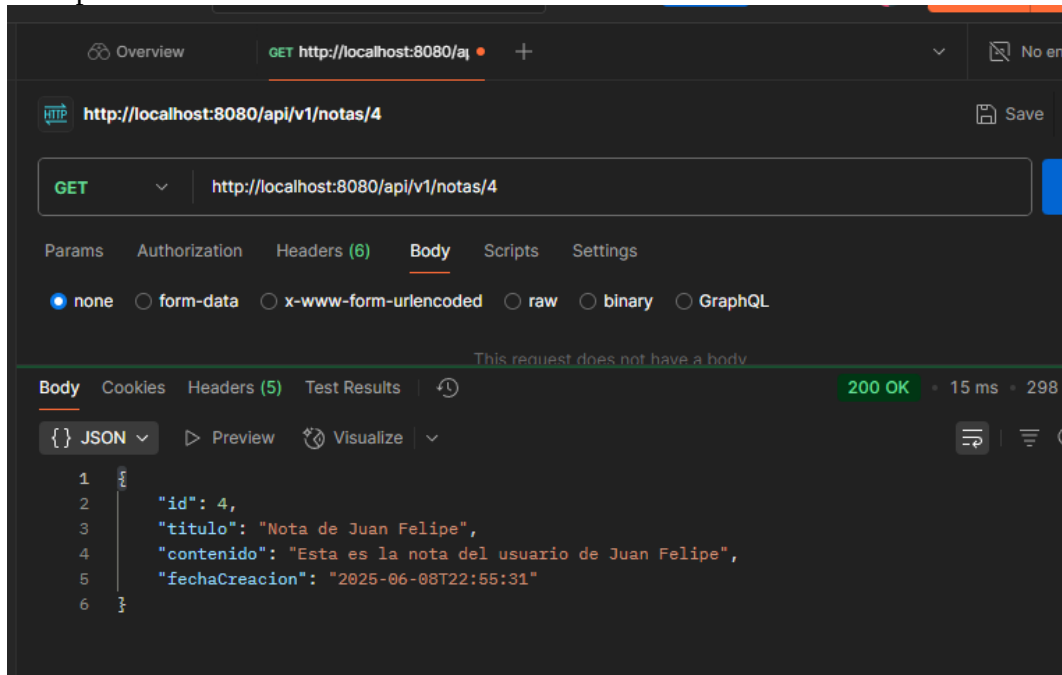 Overview
GET http://localhost:8080/a
No en
HTTP
http://localhost:8080/api/v1/notas/4
Save
GET
http://localhost:8080/api/v1/notas/4
Params Authorization Headers (6) Body Scripts Settings
none form-data x-www-form-urlencoded raw binary GraphQL
This request does not have a body
Body Cookies Headers (5) Test Results 200 OK • 15 ms • 298
{} JSON Preview Visualize
1 {
2 "id": 4,
3 "titulo": "Nota de Juan Felipe",
4 "contenido": "Esta es la nota del usuario de Juan Felipe",
5 "fechaCreacion": "2025-06-08T22:55:31"
6 }